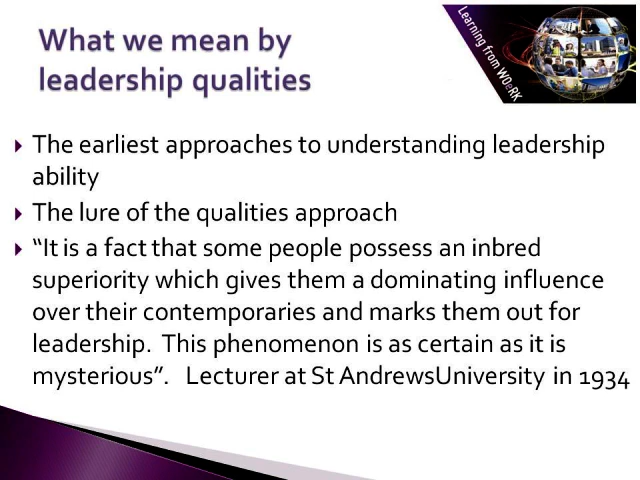 What we mean by
leadership qualities
Learning from WOeRK
The earliest approaches to understanding leadership
ability
The lure of the qualities approach
“It is a fact that some people possess an inbred
superiority which gives them a dominating influence
over their contemporaries and marks them out for
leadership.  This phenomenon is as certain as it is
mysterious”.   Lecturer at St AndrewsUniversity in 1934